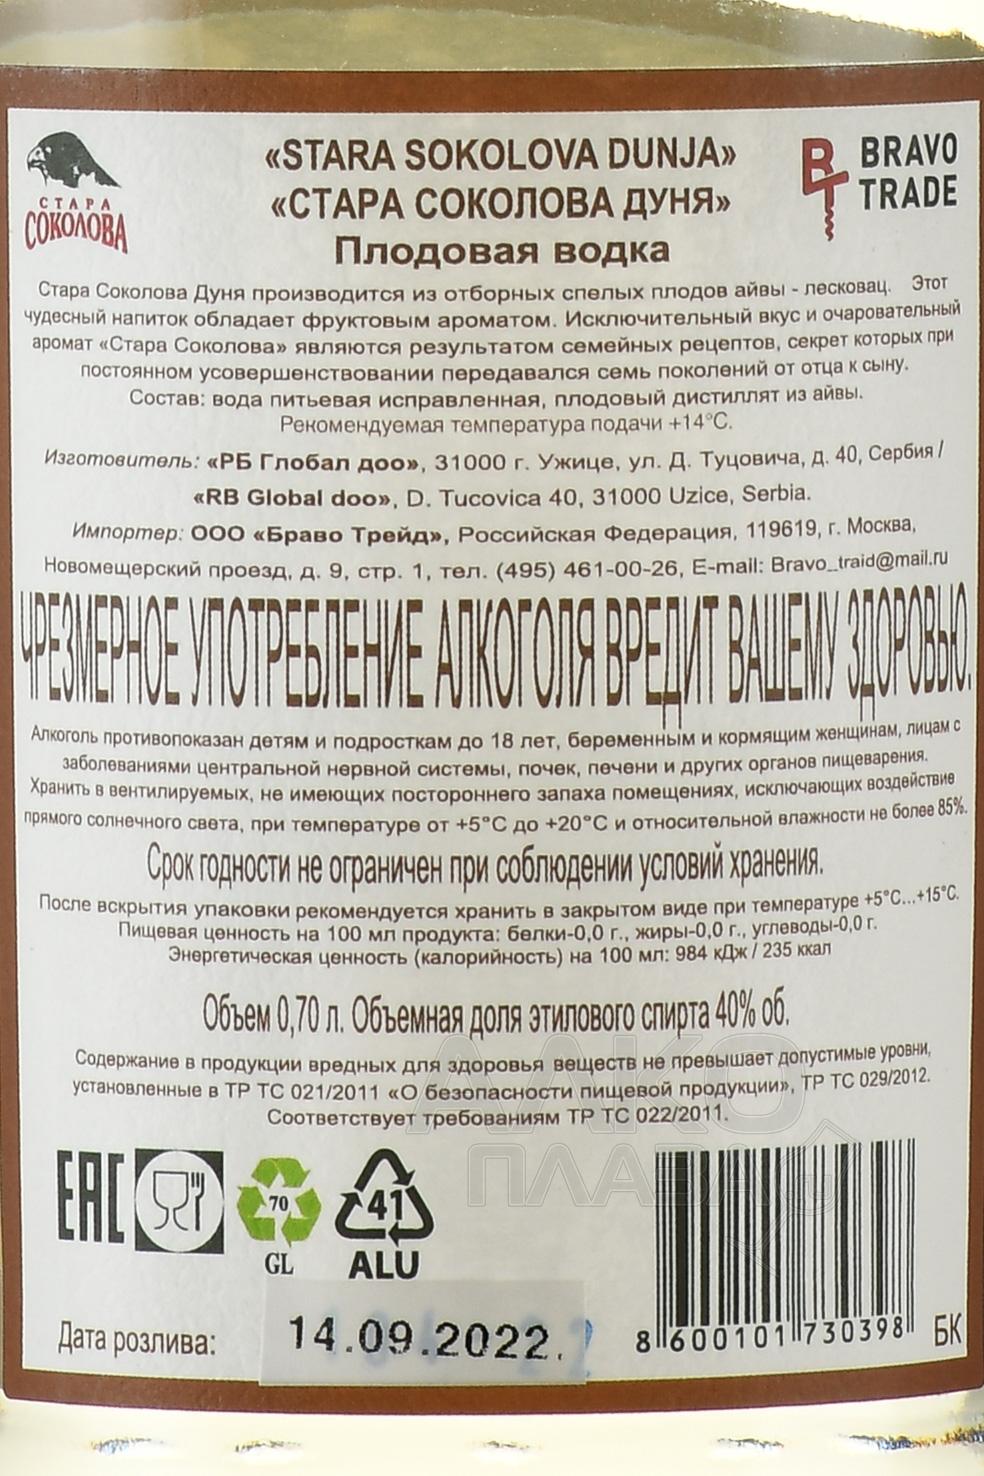 СТАРА
СОКОЛОВА
«STARA SOKOLOVA DUNJA»
«СТАРА СОКОЛОВА ДУНЯ»
Плодовая водка
BT
BRAVO
TRADE
Стара Соколова Дуня производится из отборных спелых плодов айвы - лесковац. Этот
чудесный напиток обладает фруктовым ароматом. Исключительный вкус и очаровательный
аромат «Стара Соколова» являются результатом семейных рецептов, секрет которых при
постоянном усовершенствовании передавался семь поколений от отца к сыну.
Состав: вода питьевая исправленная, плодовый дистиллят из айвы.
Рекомендуемая температура подачи +14°С.
Изготовитель: «РБ Глобал доо», 31000 г. Ужице, ул. Д. Туцовича, д. 40, Сербия /
«RB Global doo», D. Tucovica 40, 31000 Uzice, Serbia.
Импортер: ООО «Браво Трейд», Российская Федерация, 119619, г. Москва,
Новомещерский проезд, д. 9, стр. 1, тел. (495) 461-00-26, E-mail: Bravo_traid@mail.ru
ЧРЕЗМЕРНОЕ УПОТРЕБЛЕНИЕ АЛКОГОЛЯ ВРЕДИТ ВАШЕМУ ЗДОРОВЬЮ.
Алкоголь противопоказан детям и подросткам до 18 лет, беременным и кормящим женщинам, лицам с
заболеваниями центральной нервной системы, почек, печени и других органов пищеварения.
Хранить в вентилируемых, не имеющих постороннего запаха помещениях, исключающих воздействие
прямого солнечного света, при температуре от +5°С до +20°С и относительной влажности не более 85%.
Срок годности не ограничен при соблюдении условий хранения.
После вскрытия упаковки рекомендуется хранить в закрытом виде при температуре +5°С...+15°С.
Пищевая ценность на 100 мл продукта: белки-0,0 г., жиры-0,0 г., углеводы-0,0 г.
Энергетическая ценность (калорийность) на 100 мл: 984 кДж / 235 ккал
Объем 0,70 л. Объемная доля этилового спирта 40% об.
Содержание в продукции вредных для здоровья веществ не превышает допустимые уровни,
установленные в ТР ТС 021/2011 «О безопасности пищевой продукции», ТР ТС 029/2012.
Соответствует требованиям ТР ТС 022/2011.
АЛКО
ПЛАЗА
EAC
70
GL
41
ALU
Дата розлива:
14.09.2022.
8 600101 730398
БК